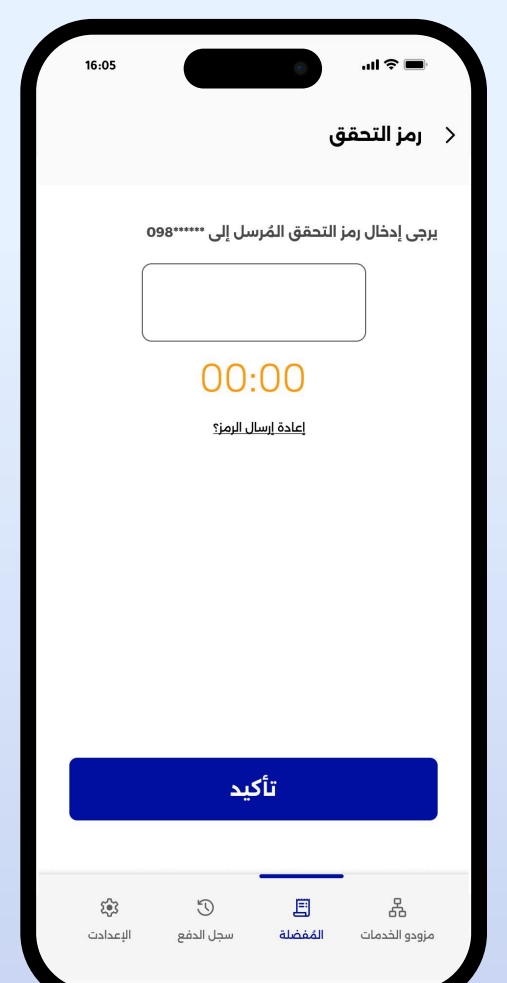 16:05
رمز التحقق
يرجى إدخال رمز التحقق المُرسل إلى ******098
00:00
إعادة إرسال الرمز؟
تأكيد
مزودو الخدمات
المُفضلة
سجل الدفع
الإعدادت